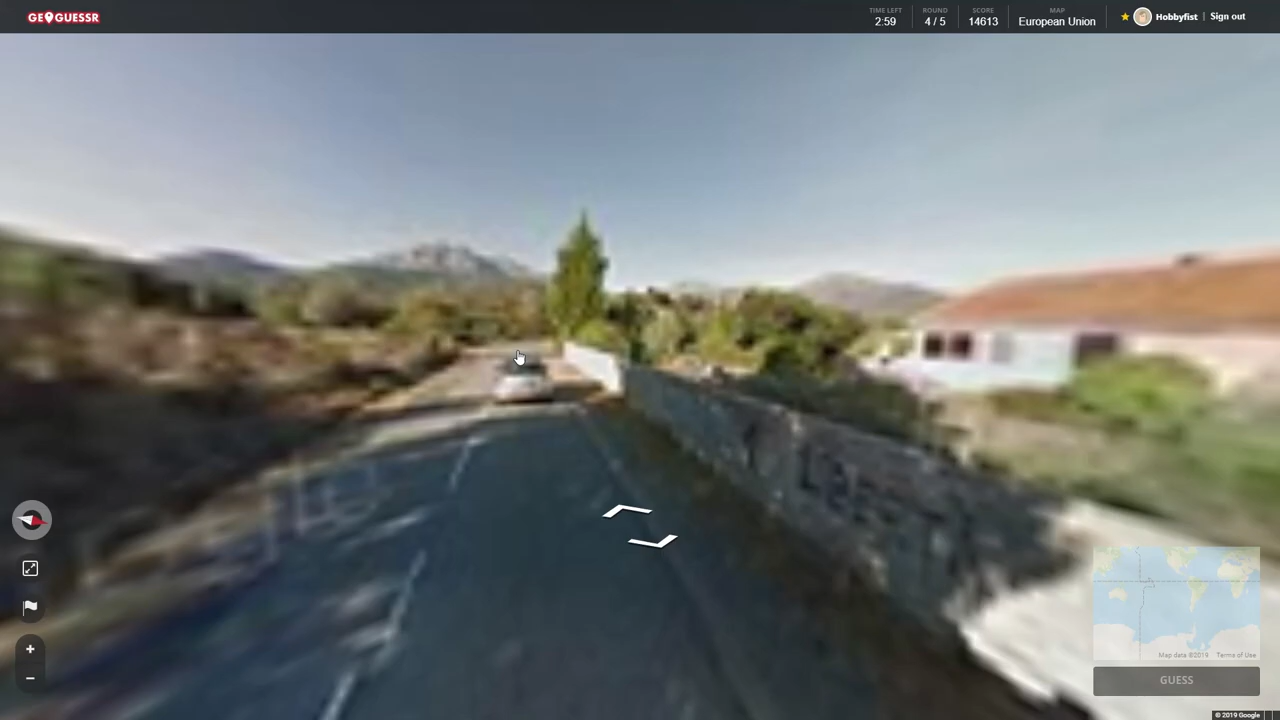 GEOGUESSR
TIME LEFT
2:59
ROUND
4 / 5
SCORE
14613
MAP
European Union
Hobbyfist
Sign out
Map data ©2019
Terms of Use
GUESS
© 2019 Google